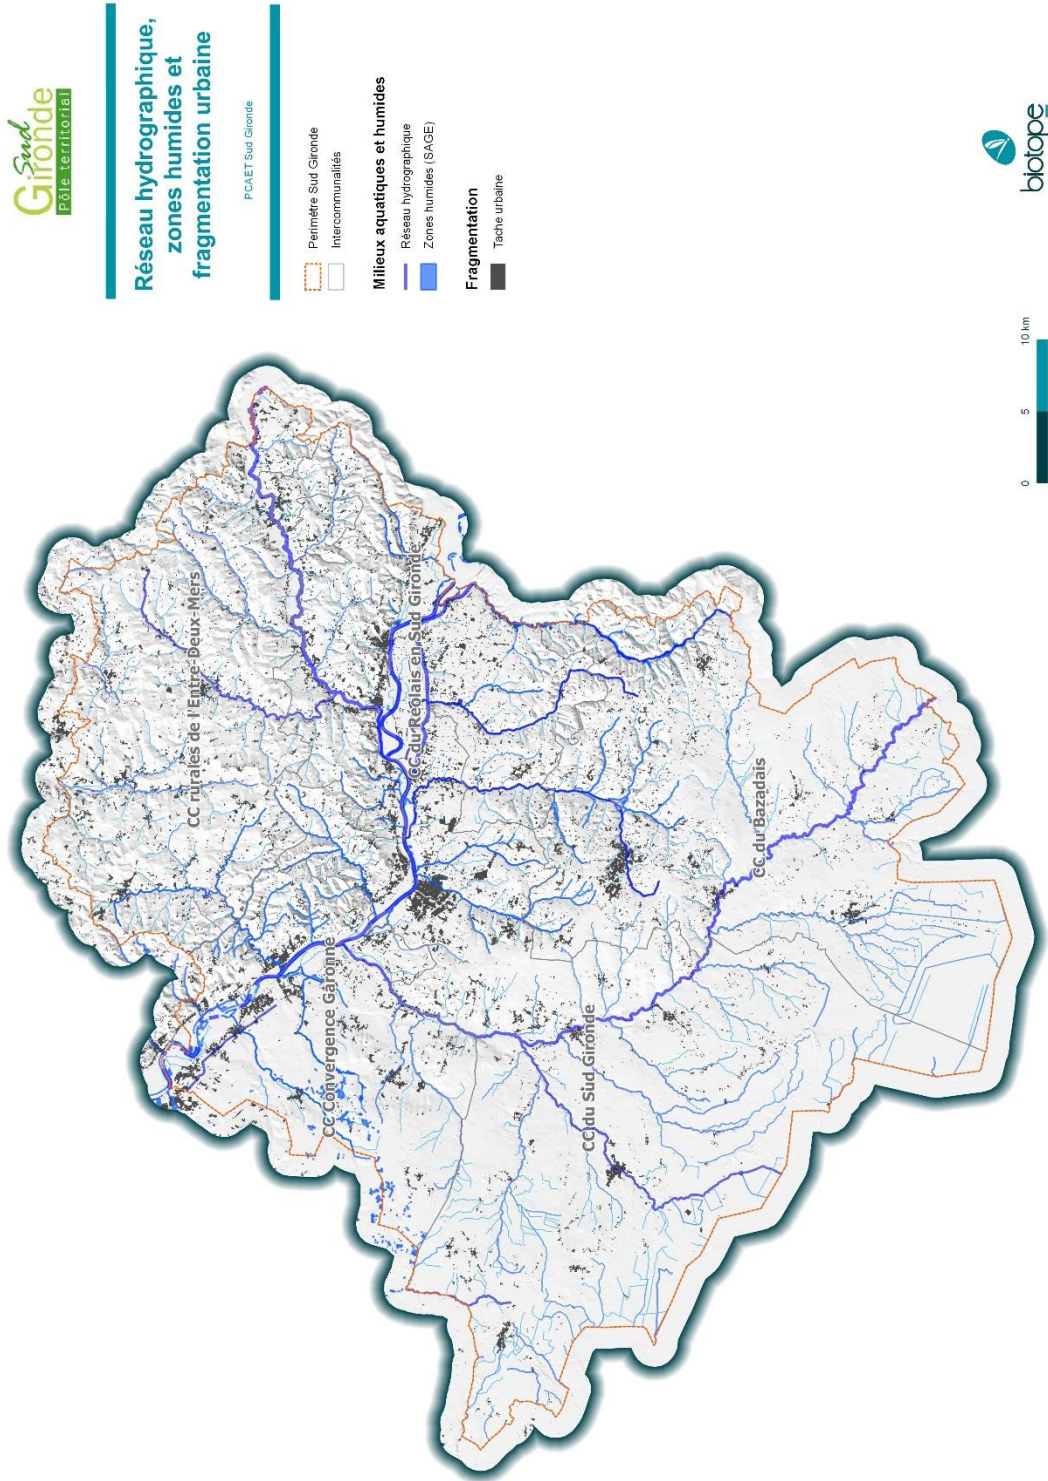 Sud
Gironde
Pôle territorial
Réseau hydrographique,
zones humides et
fragmentation urbaine
PCAET Sud Gironde
Perimètre Sud Gironde
Intercommunalités
Milieux aquatiques et humides
Réseau hydrographique
Zones humides (SAGE)
Fragmentation
Tache urbaine
CC rurales de l'Entre-Deux-Mers
CC Convergence Garonne
CC du Réolais en Sud Gironde
CC du Sud Gironde
CC du Bazadais
0 5 10 km
biotope